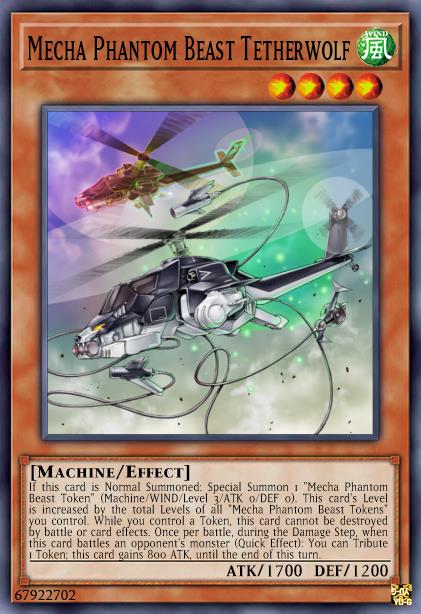 Mecha Phantom Beast Tetherwolf
WIND
風
[Machine/Effect]
If this card is Normal Summoned: Special Summon 1 "Mecha Phantom
Beast Token" (Machine/WIND/Level 3/ATK 0/DEF 0). This card's Level
is increased by the total Levels of all "Mecha Phantom Beast Tokens"
you control. While you control a Token, this card cannot be destroyed
by battle or card effects. Once per battle, during the Damage Step, when
this card battles an opponent's monster (Quick Effect): You can Tribute
1 Token; this card gains 800 ATK, until the end of this turn.
ATK/1700 DEF/1200
67922702